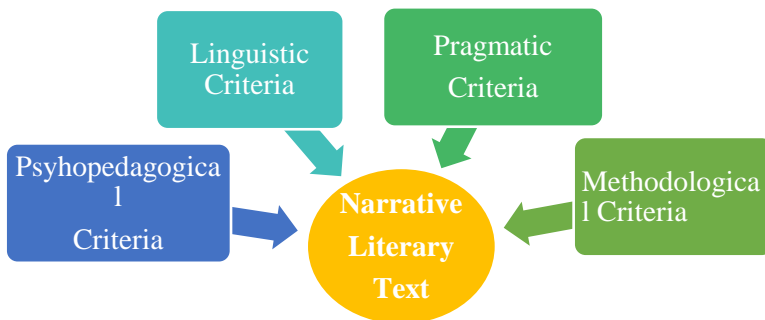 Psyhopedagogica
l
Criteria
Linguistic
Criteria
Pragmatic
Criteria
Methodologica
l Criteria
Narrative
Literary
Text